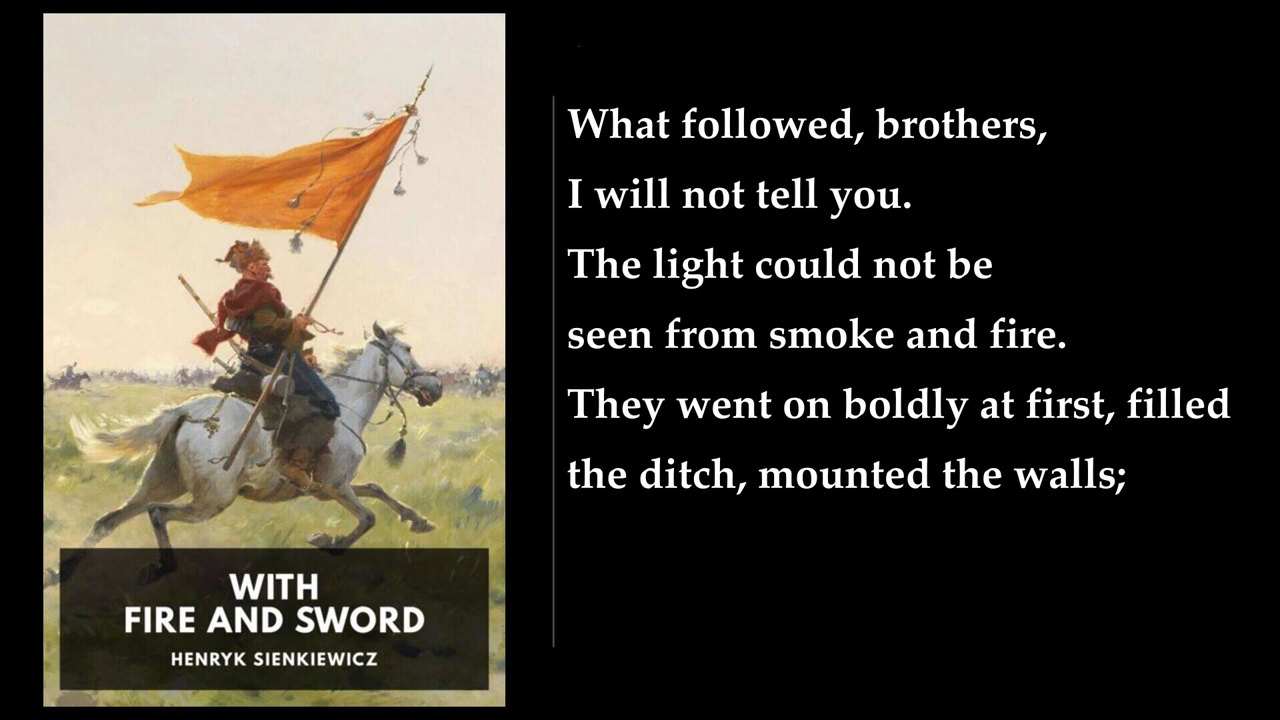 What followed, brothers,
I will not tell you.
The light could not be
seen from smoke and fire.
They went on boldly at first, filled
the ditch, mounted the walls;
WITH
FIRE AND SWORD
HENRYK SIENKIEWICZ